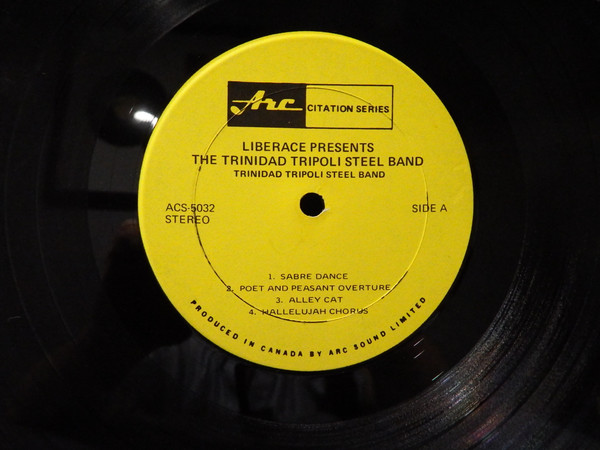 Arc CITATION SERIES
LIBERACE PRESENTS
THE TRINIDAD TRIPOLI STEEL BAND
TRINIDAD TRIPOLI STEEL BAND
ACS-5032 SIDE A
STEREO
1. SABRE DANCE
2. POET AND PEASANT OVERTURE
3. ALLEY CAT
4. HALLELUJAH CHORUS
PRODUCED IN CANADA BY ARC SOUND LIMITED